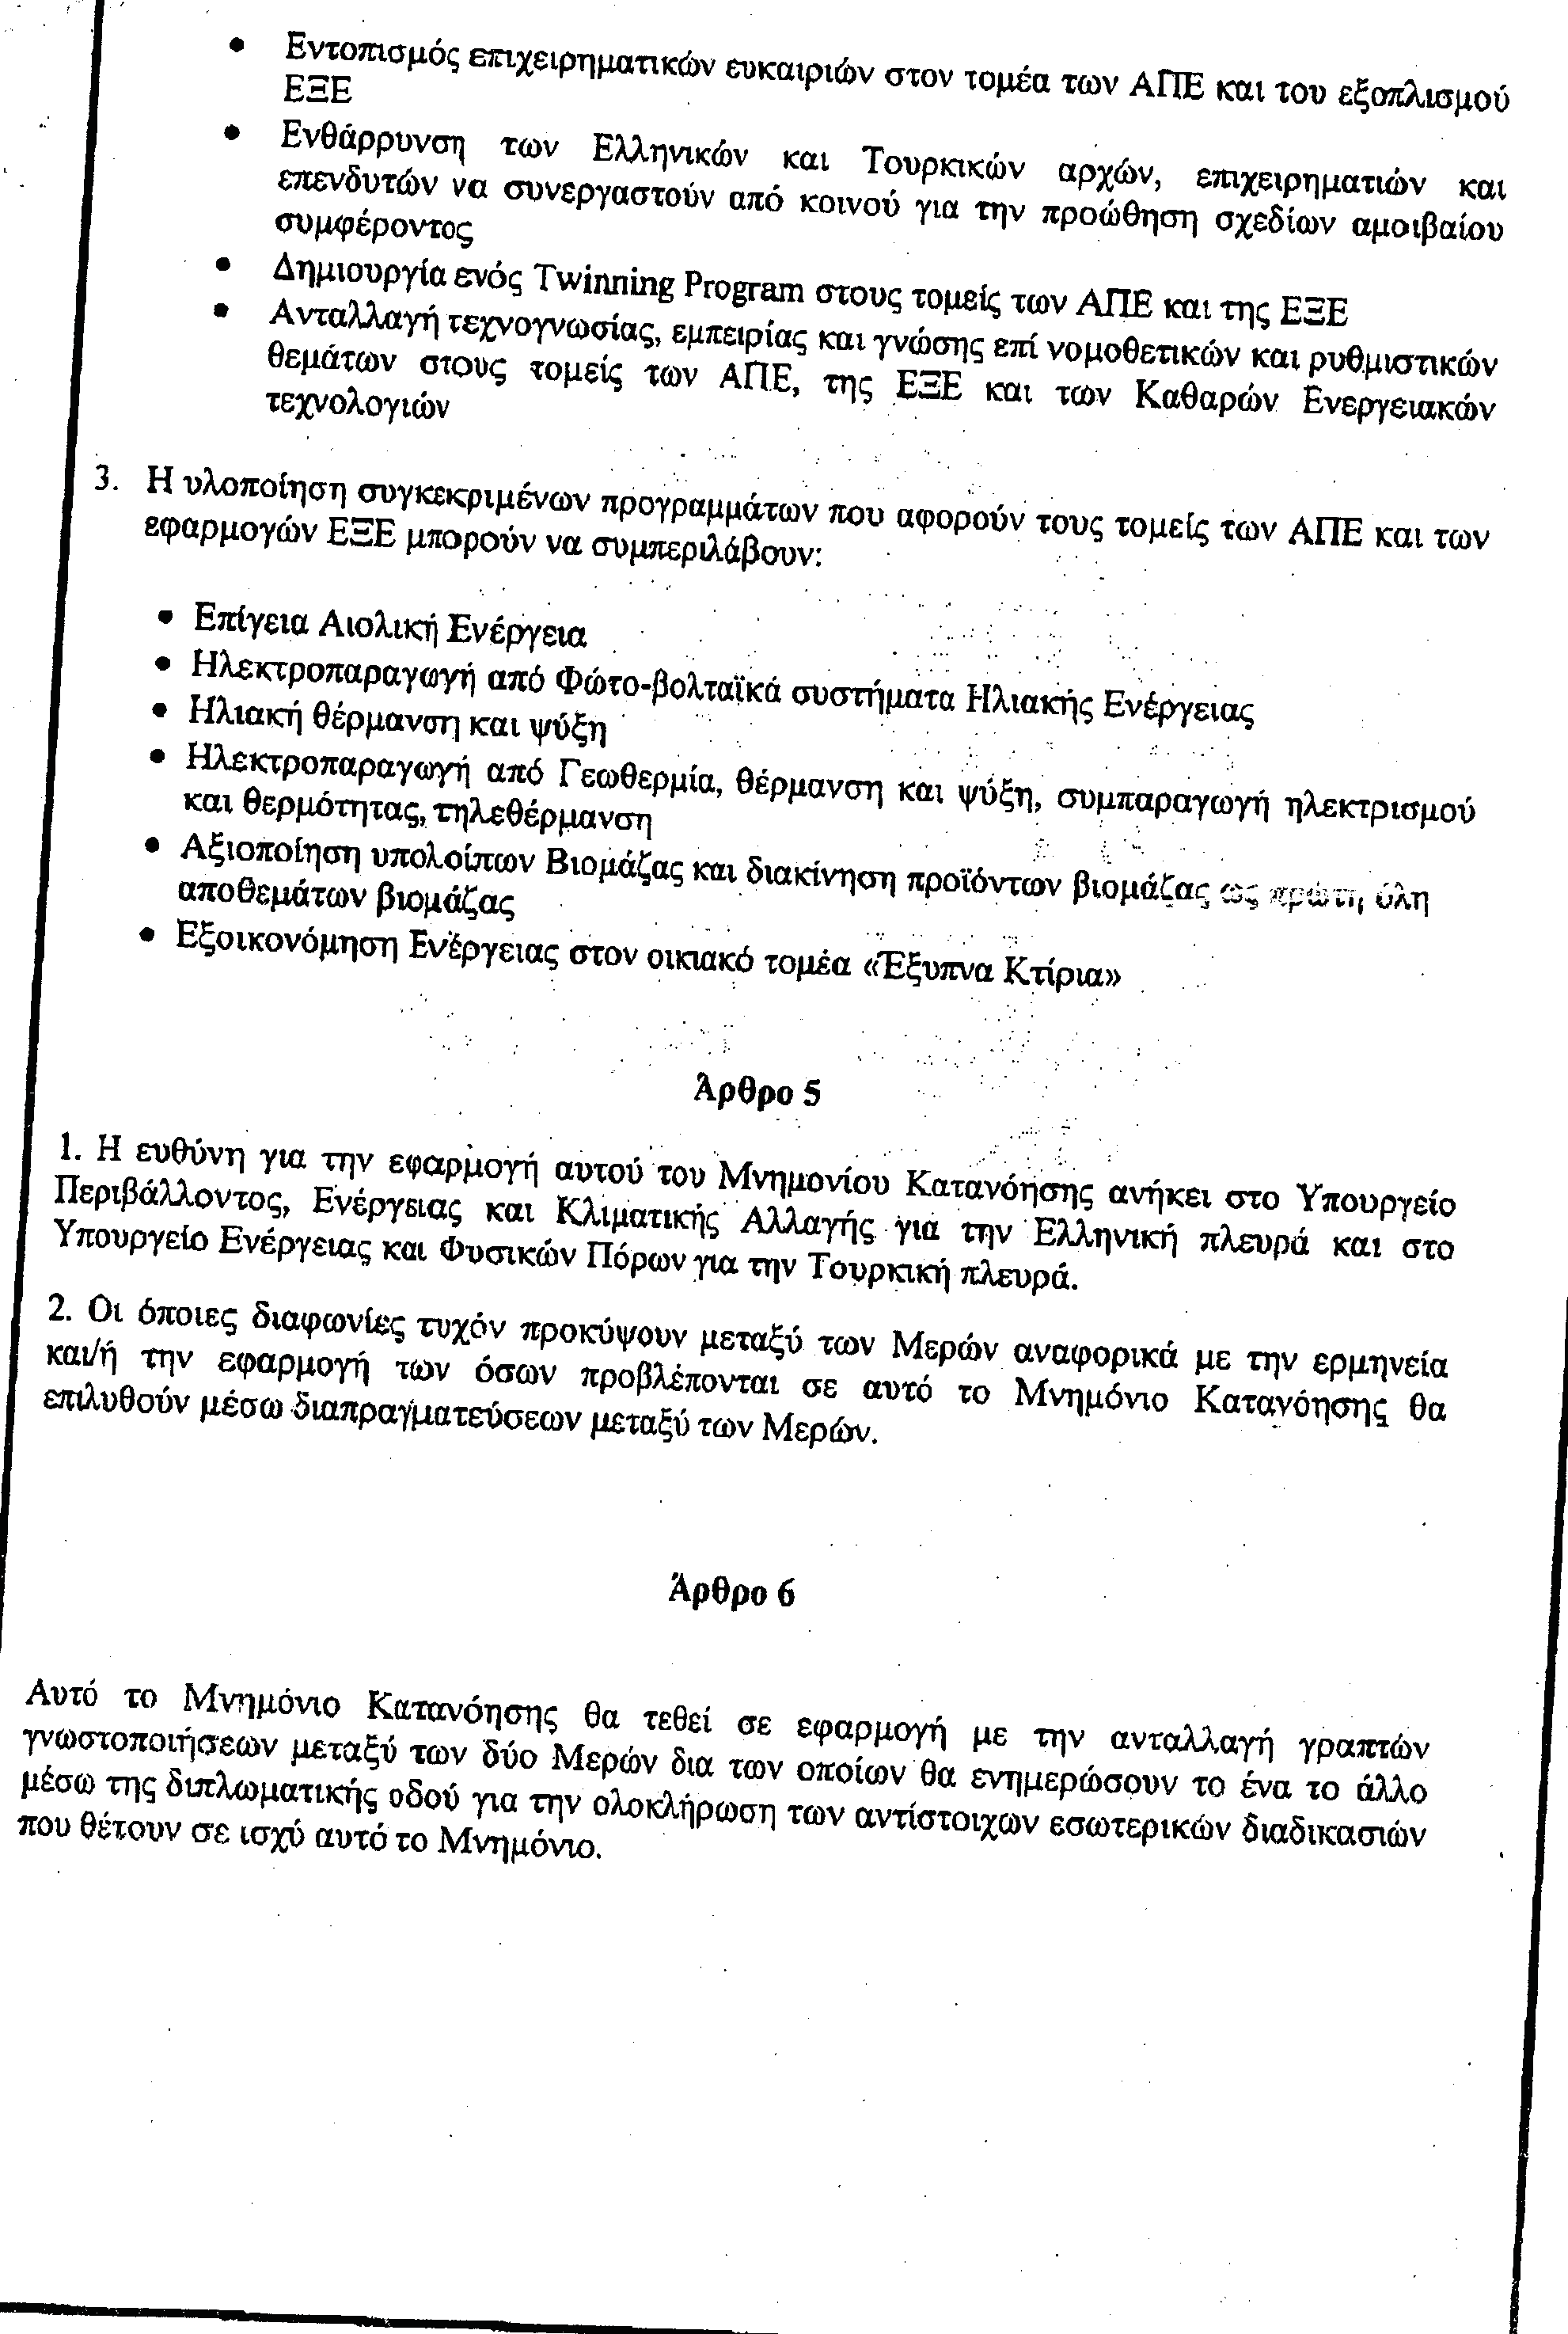 • Εντοπισμός επιχειρηματικών ευκαιριών στον τομέα των ΑΠΕ και του εξοπλισμού
ΕΞΕ
• Ενθάρρυνση των Ελληνικών και Τουρκικών αρχών, επιχειρηματιών και
επενδυτών να συνεργαστούν από κοινού για την προώθηση σχεδίων αμοιβαίου
συμφέροντος
• Δημιουργία ενός Twinning Program στους τομείς των ΑΠΕ και της ΕΞΕ
• Ανταλλαγή τεχνογνωσίας, εμπειρίας και γνώσης επί νομοθετικών και ρυθμιστικών
θεμάτων στους τομείς των ΑΠΕ, της ΕΞΕ και των Καθαρών Ενεργειακών
τεχνολογιών
3. Η υλοποίηση συγκεκριμένων προγραμμάτων που αφορούν τους τομείς των ΑΠΕ και των
εφαρμογών ΕΞΕ μπορούν να συμπεριλάβουν:
• Επίγεια Αιολική Ενέργεια
• Ηλεκτροπαραγωγή από Φώτο-βολταϊκά συστήματα Ηλιακής Ενέργειας
• Ηλιακή θέρμανση και ψύξη
• Ηλεκτροπαραγωγή από Γεωθερμία, θέρμανση και ψύξη, συμπαραγωγή ηλεκτρισμού
και θερμότητας, τηλεθέρμανση
• Αξιοποίηση υπολοίπων Βιομάζας και διακίνηση προϊόντων βιομάζας ως πρώτη ύλη
αποθεμάτων βιομάζας
• Εξοικονόμηση Ενέργειας στον οικιακό τομέα «Έξυπνα Κτίρια»
Άρθρο 5
1. Η ευθύνη για την εφαρμογή αυτού του Μνημονίου Κατανόησης ανήκει στο Υπουργείο
Περιβάλλοντος, Ενέργειας και Κλιματικής Αλλαγής για την Ελληνική πλευρά και στο
Υπουργείο Ενέργειας και Φυσικών Πόρων για την Τουρκική πλευρά.
2. Οι όποιες διαφωνίες τυχόν προκύψουν μεταξύ των Μερών αναφορικά με την ερμηνεία
και/ή την εφαρμογή των όσων προβλέπονται σε αυτό το Μνημόνιο Κατανόησης θα
επιλυθούν μέσω διαπραγματεύσεων μεταξύ των Μερών.
Άρθρο 6
Αυτό το Μνημόνιο Κατανόησης θα τεθεί σε εφαρμογή με την ανταλλαγή γραπτών
γνωστοποιήσεων μεταξύ των δύο Μερών δια των οποίων θα ενημερώσουν το ένα το άλλο
μέσω της διπλωματικής οδού για την ολοκλήρωση των αντίστοιχων εσωτερικών διαδικασιών
που θέτουν σε ισχύ αυτό το Μνημόνιο.